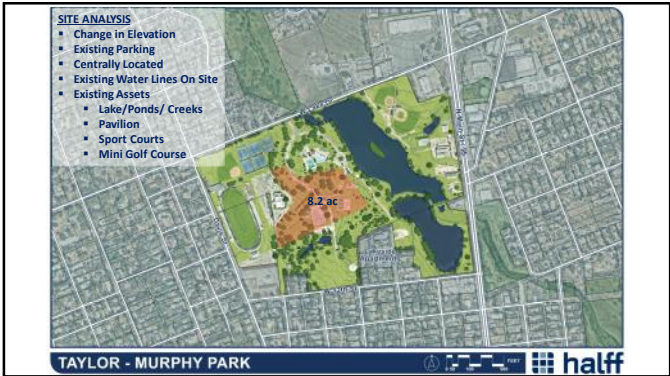 SITE ANALYSIS
▪ Change in Elevation
▪ Existing Parking
▪ Centrally Located
▪ Existing Water Lines On Site
▪ Existing Assets
▪ Lake/Ponds/ Creeks
▪ Pavilion
▪ Sport Courts
▪ Mini Golf Course
8.2 ac
TAYLOR - MURPHY PARK
FEET
halff